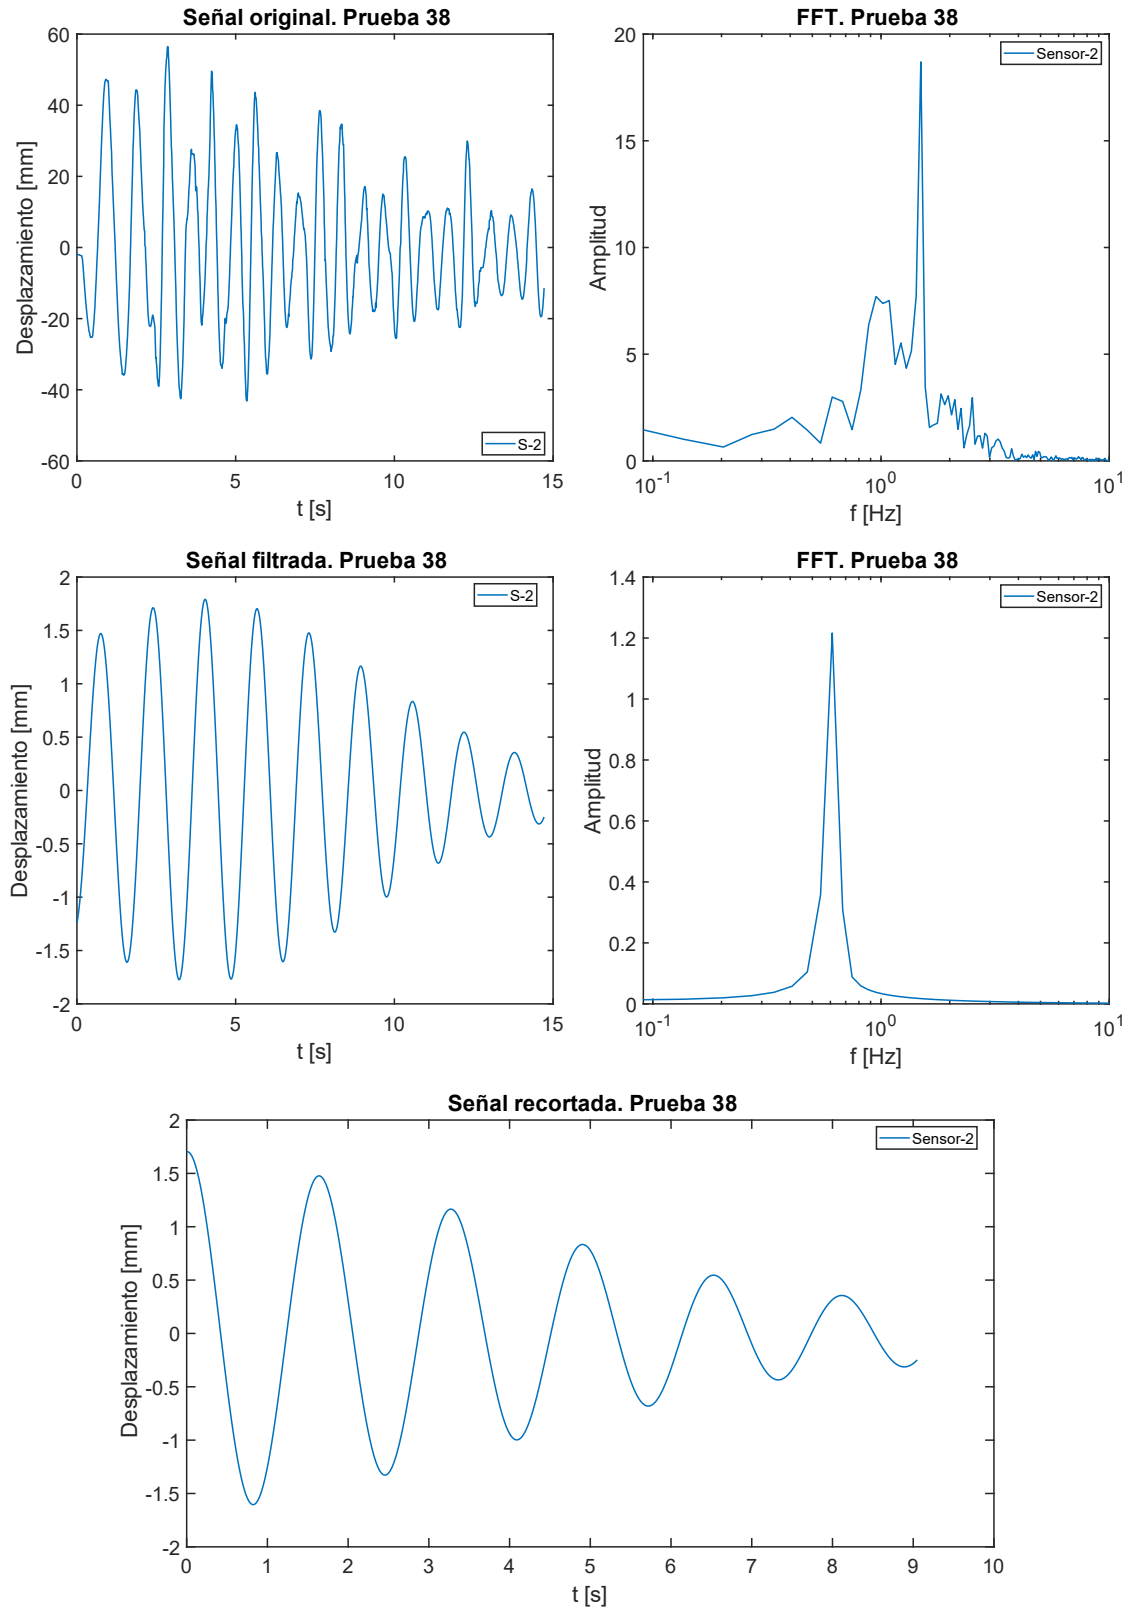 Señal original. Prueba 38
60
40
20
0
-20
-40
-60
Desplazamiento [mm]
0
5
10
15
t [s]
S-2
FFT. Prueba 38
20
15
10
5
0
Amplitud
10-1
100
101
f [Hz]
Sensor-2
Señal filtrada. Prueba 38
2
1.5
1
0.5
0
-0.5
-1
-1.5
-2
Desplazamiento [mm]
0
5
10
15
t [s]
S-2
FFT. Prueba 38
1.4
1.2
1
0.8
0.6
0.4
0.2
0
Amplitud
10-1
100
101
f [Hz]
Sensor-2
Señal recortada. Prueba 38
2
1.5
1
0.5
0
-0.5
-1
-1.5
-2
Desplazamiento [mm]
0 1 2 3 4 5 6 7 8 9 10
t [s]
Sensor-2